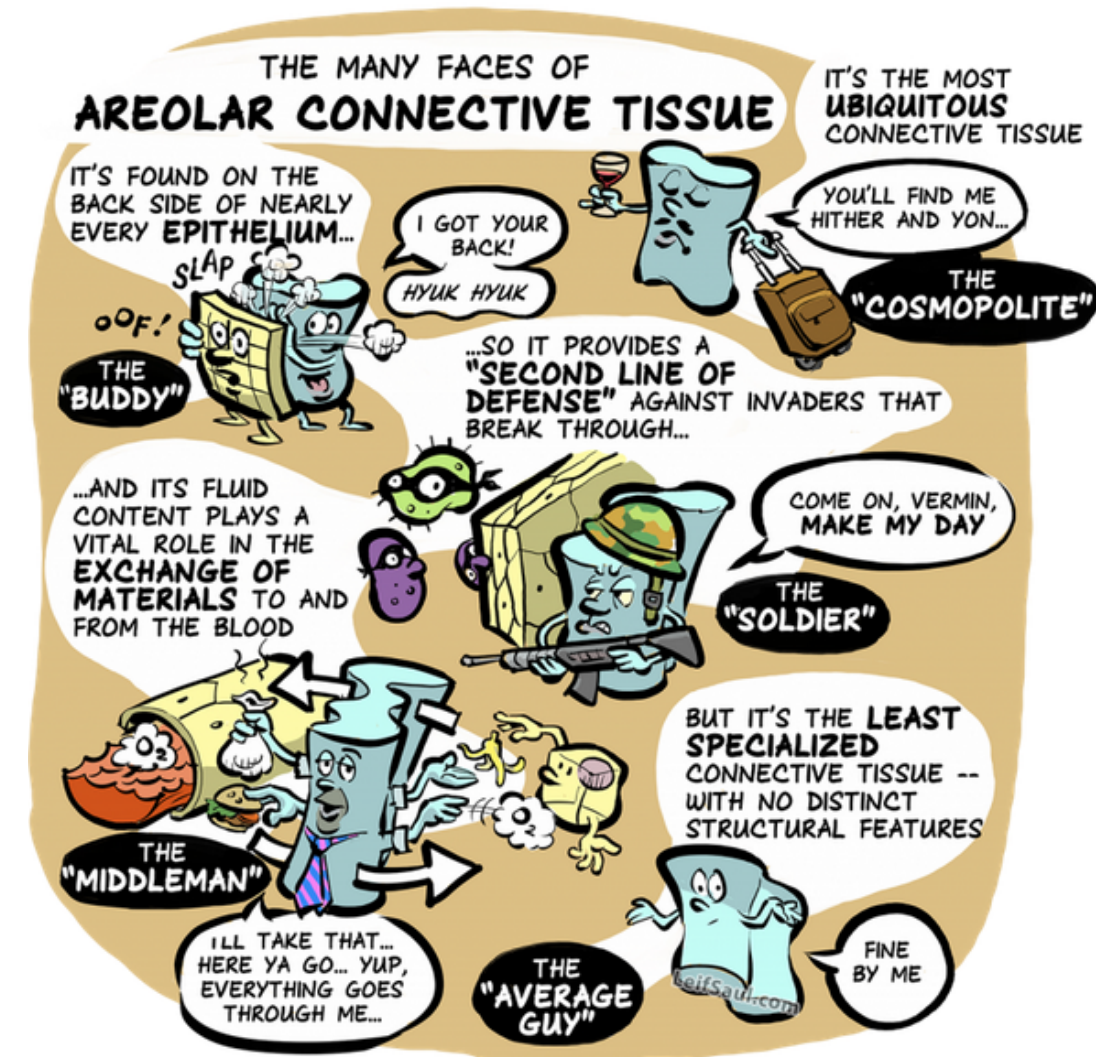 THE MANY FACES OF
AREOLAR CONNECTIVE TISSUE
IT'S THE MOST
UBIQUITOUS
CONNECTIVE TISSUE
YOU'LL FIND ME
HITHER AND YON...
THE
"COSMOPOLITE"
IT'S FOUND ON THE
BACK SIDE OF NEARLY
EVERY EPITHELIUM...
SLAP
OOF!
I GOT YOUR
BACK!
HYUK HYUK
THE
"BUDDY"
...SO IT PROVIDES A
"SECOND LINE OF
DEFENSE" AGAINST INVADERS THAT
BREAK THROUGH...
COME ON, VERMIN,
MAKE MY DAY
THE
"SOLDIER"
...AND ITS FLUID
CONTENT PLAYS A
VITAL ROLE IN THE
EXCHANGE OF
MATERIALS TO AND
FROM THE BLOOD
O2
O2
THE
"MIDDLEMAN"
ILL TAKE THAT...
HERE YA GO... YUP,
EVERYTHING GOES
THROUGH ME...
BUT IT'S THE LEAST
SPECIALIZED
CONNECTIVE TISSUE --
WITH NO DISTINCT
STRUCTURAL FEATURES
THE
"AVERAGE
GUY"
FINE
BY ME
LeifSaul.com